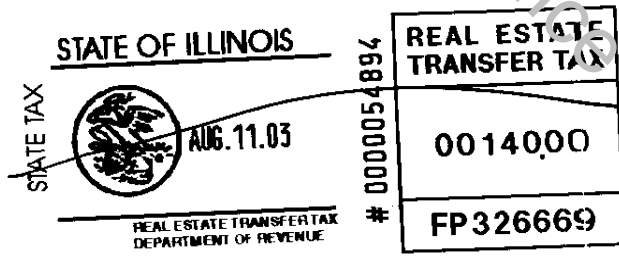 STATE OF ILLINOIS
STATE TAX
AUG.11.03
REAL ESTATE TRANSFER TAX
DEPARTMENT OF REVENUE
# 0000054894
REAL ESTATE
TRANSFER TAX
0014000
FP326669